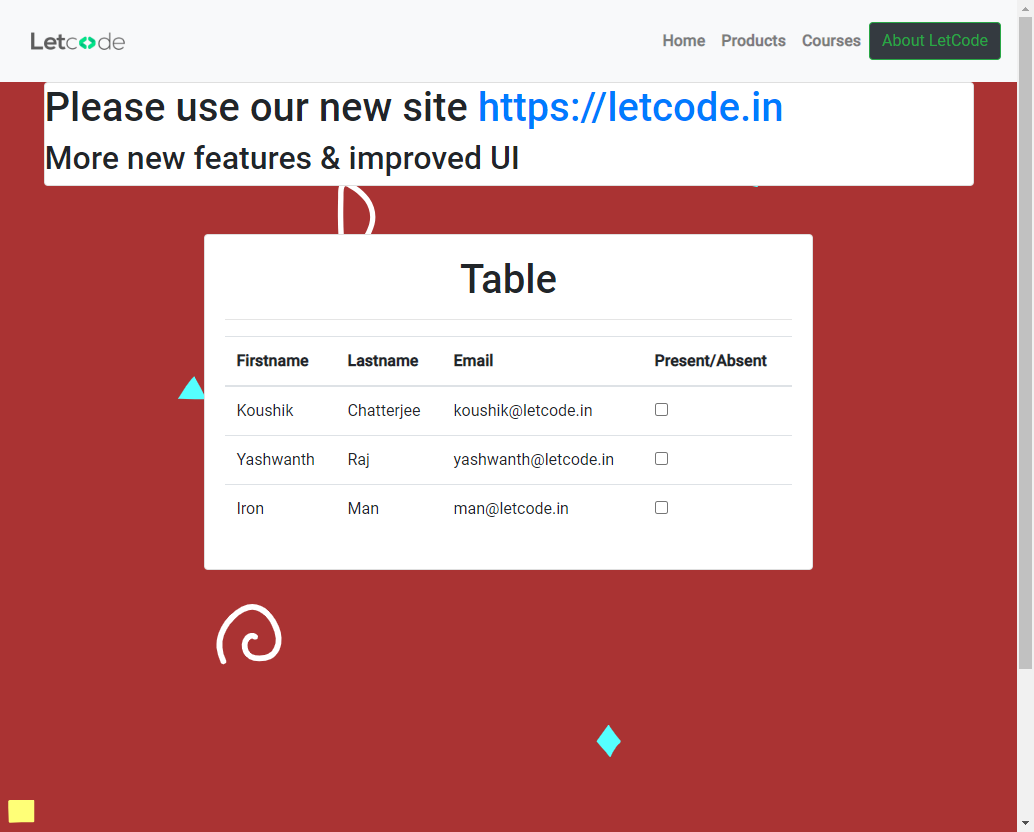 Letcode
Home Products Courses About LetCode
Please use our new site https://letcode.in
More new features & improved UI
Table
Firstname Lastname Email Present/Absent
Koushik Chatterjee koushik@letcode.in
Yashwanth Raj yashwanth@letcode.in
Iron Man man@letcode.in